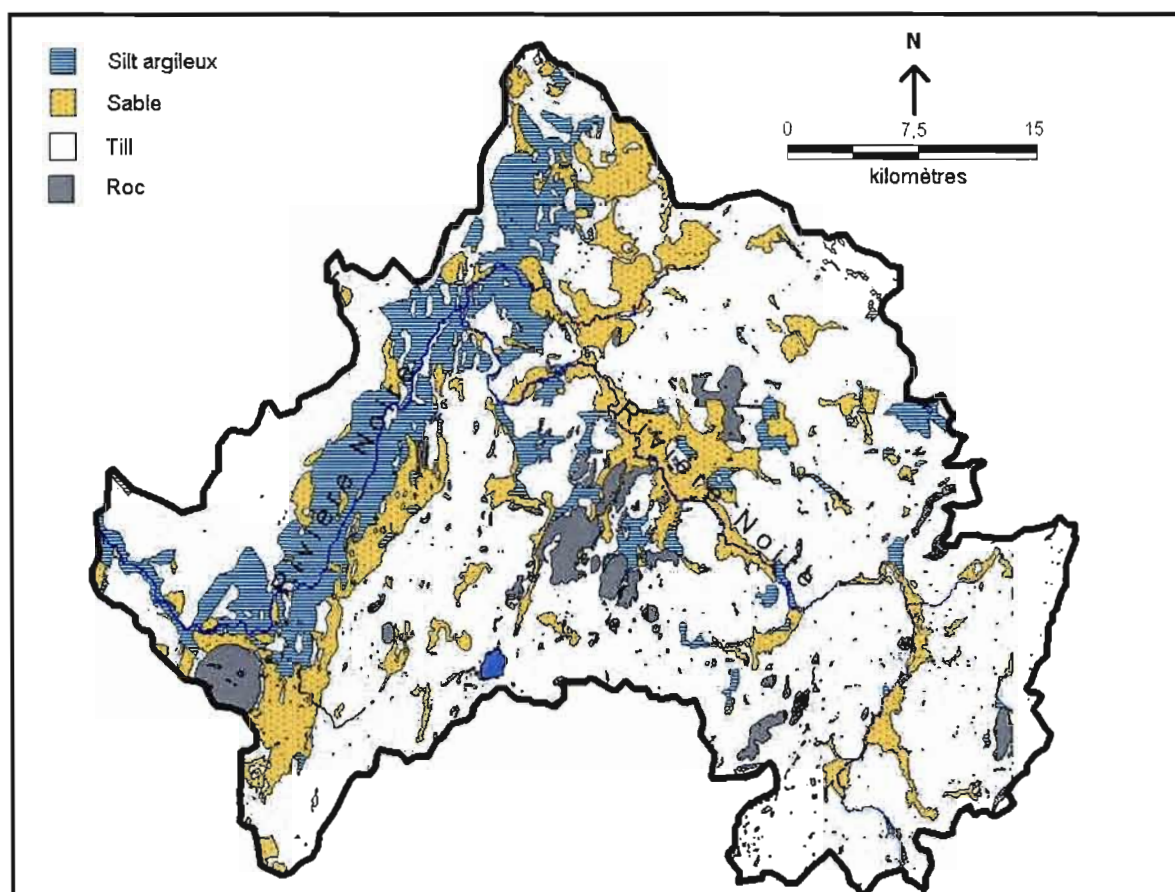 Silt argileux
Sable
Till
Roc
N
0 7,5 15
kilomètres
Rivière Noire
Rivière Noire